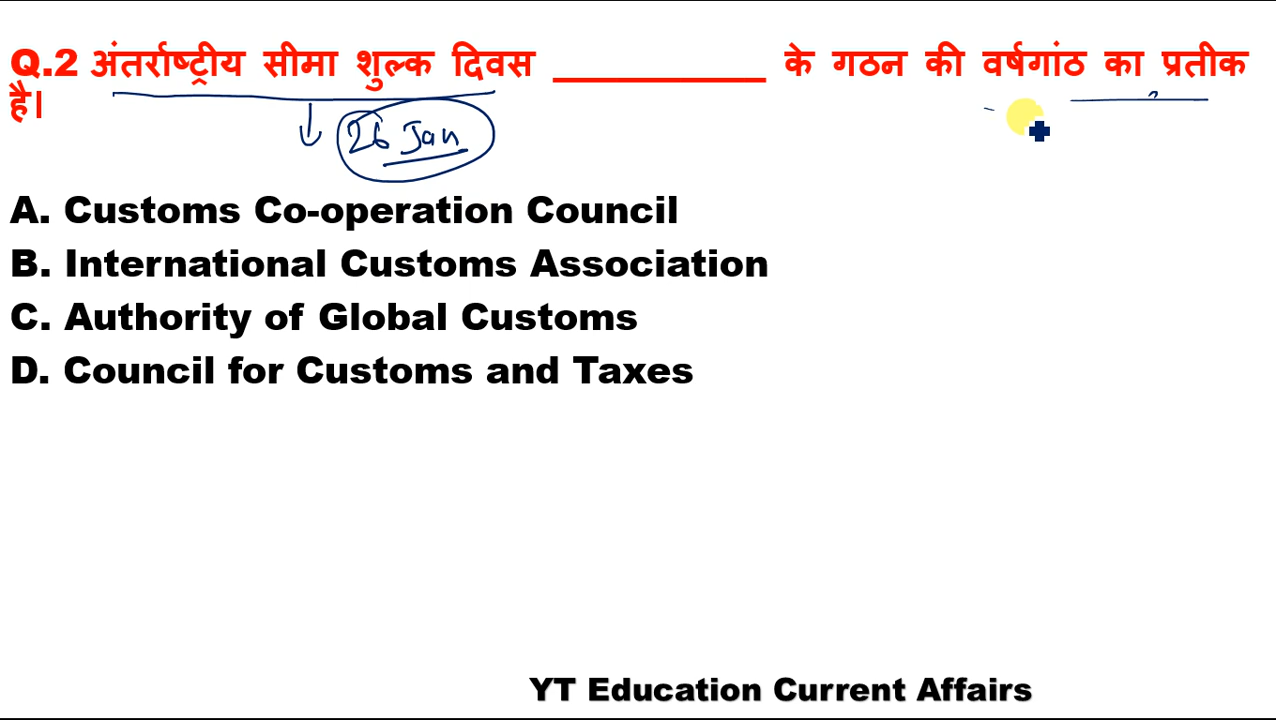 Q.2 अंतर्राष्ट्रीय सीमा शुल्क दिवस ____________ के गठन की वर्षगांठ का प्रतीक
है।
26 Jan
A. Customs Co-operation Council
B. International Customs Association
C. Authority of Global Customs
D. Council for Customs and Taxes
YT Education Current Affairs